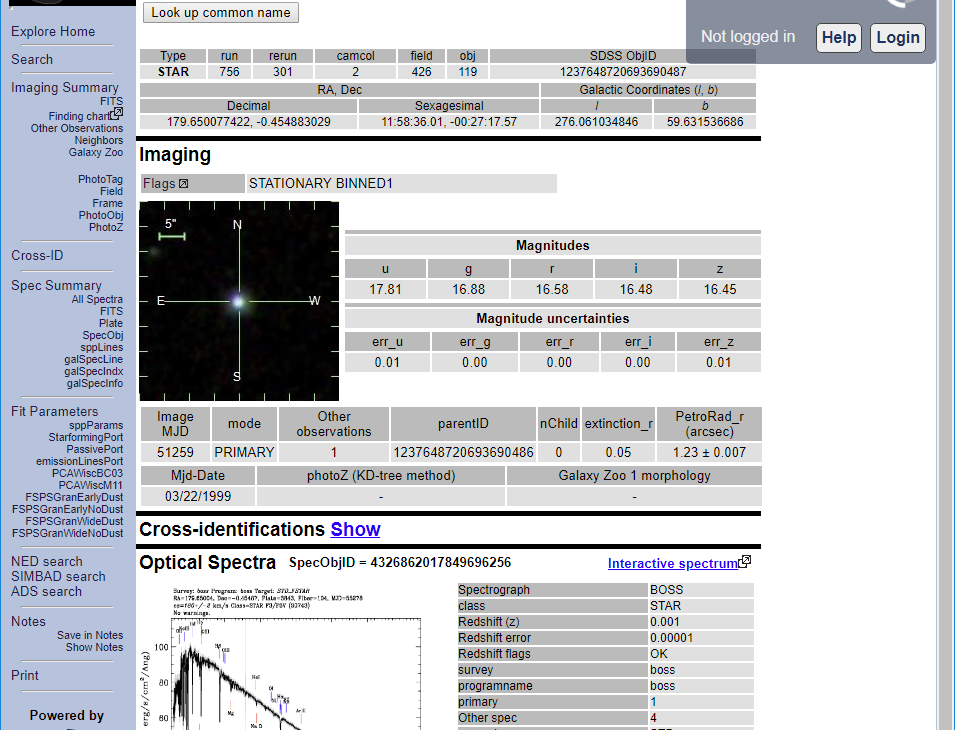 Look up common name
Not logged in Help Login
Explore Home
Search
Imaging Summary
FITS
Finding chart
Other Observations
Neighbors
Galaxy Zoo
PhotoTag
Field
Frame
PhotoObj
PhotoZ
Cross-ID
Spec Summary
All Spectra
FITS
Plate
SpecObj
sppLines
galSpecLine
galSpecIndx
galSpecInfo
Fit Parameters
sppParams
StarformingPort
PassivePort
emissionLinesPort
PCAWiscBC03
PCAWiscM11
FSPSGranEarlyDust
FSPSGranEarlyNoDust
FSPSGranWideDust
FSPSGranWideNoDust
NED search
SIMBAD search
ADS search
Notes
Save in Notes
Show Notes
Print
Powered by
Type run rerun camcol field obj SDSS ObjID
STAR 756 301 2 426 119 1237648720693690487
RA, Dec Galactic Coordinates (l, b)
Decimal Sexagesimal l b
179.650077422, -0.454883029 11:58:36.01, -00:27:17.57 276.061034846 59.631536686
Imaging
Flags STATIONARY BINNED1
5"
N
E W
S
Magnitudes
u g r i z
17.81 16.88 16.58 16.48 16.45
Magnitude uncertainties
err_u err_g err_r err_i err_z
0.01 0.00 0.00 0.00 0.01
Image MJD mode Other observations parentID nChild extinction_r PetroRad_r (arcsec)
51259 PRIMARY 1 1237648720693690486 0 0.05 1.23 ± 0.007
Mjd-Date photoZ (KD-tree method) Galaxy Zoo 1 morphology
03/22/1999 - -
Cross-identifications Show
Optical Spectra SpecObjID = 4326862017849696256 Interactive spectrum
Survey: boss Program: boss Target: STD_FSTAR
RA=179.65004, Dec=-0.45487, Plate=3843, Fiber=104, MJD=55278
No warnings.
100
80
60
erg/s/cm²/Ang)
Spectrograph BOSS
class STAR
Redshift (z) 0.001
Redshift error 0.00001
Redshift flags OK
survey boss
programname boss
primary 1
Other spec 4